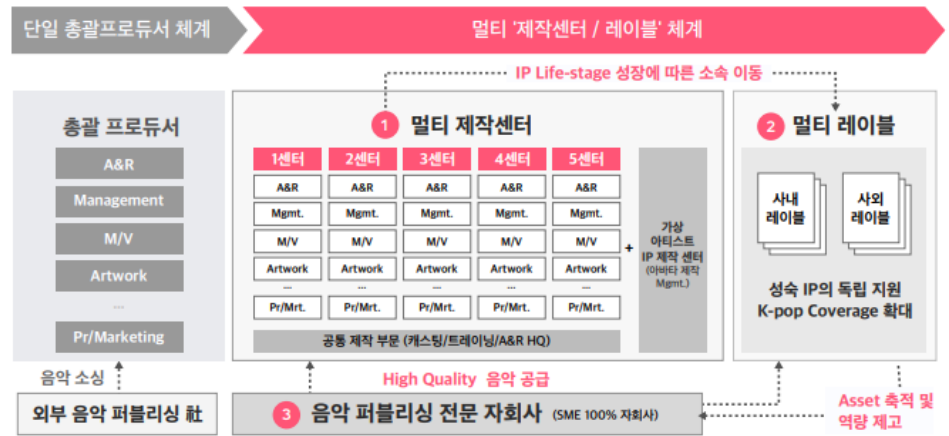 단일 총괄프로듀서 체계
멀티 '제작센터 / 레이블' 체계
IP Life-stage 성장에 따른 소속 이동
총괄 프로듀서
A&R
Management
M/V
Artwork
...
Pr/Marketing
음악 소싱
외부 음악 퍼블리싱 社
1 멀티 제작센터
1센터 2센터 3센터 4센터 5센터
A&R A&R A&R A&R A&R
Mgmt. Mgmt. Mgmt. Mgmt. Mgmt.
M/V M/V M/V M/V M/V
Artwork Artwork Artwork Artwork Artwork
... ... ... ... ...
Pr/Mrt. Pr/Mrt. Pr/Mrt. Pr/Mrt. Pr/Mrt.
+
가상
아티스트
IP 제작 센터
(아바타 제작
Mgmt.)
공통 제작 부문 (캐스팅/트레이닝/A&R HQ)
2 멀티 레이블
사내
레이블
사외
레이블
성숙 IP의 독립 지원
K-pop Coverage 확대
High Quality 음악 공급
3 음악 퍼블리싱 전문 자회사 (SME 100% 자회사)
Asset 축적 및
역량 제고